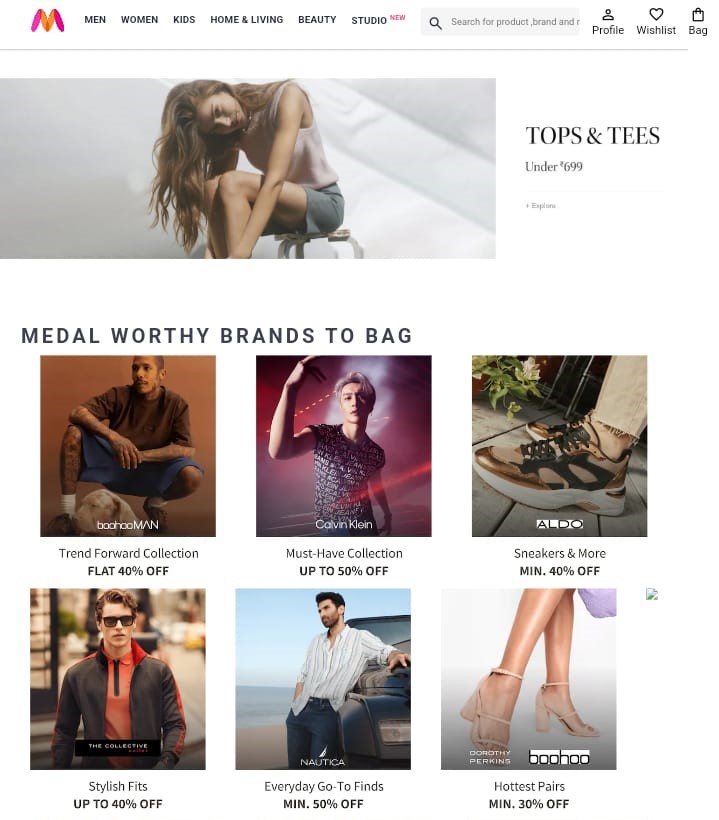 MEN WOMEN KIDS HOME & LIVING BEAUTY STUDIO NEW
Search for product ,brand and r
Profile Wishlist Bag
TOPS & TEES
Under ₹699
+ Explore
MEDAL WORTHY BRANDS TO BAG
boohooMAN
Calvin Klein
ALDO
Trend Forward Collection
FLAT 40% OFF
Must-Have Collection
UP TO 50% OFF
Sneakers & More
MIN. 40% OFF
THE COLLECTIVE
outlet
NAUTICA
DOROTHY
PERKINS
boohoo
Stylish Fits
UP TO 40% OFF
Everyday Go-To Finds
MIN. 50% OFF
Hottest Pairs
MIN. 30% OFF